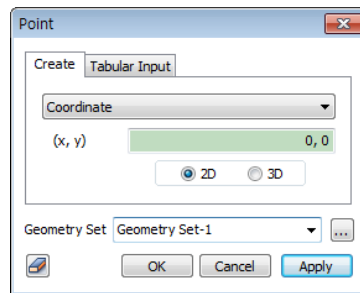 Point
Create Tabular Input
Coordinate
(x, y) 0, 0
2D 3D
Geometry Set Geometry Set-1 ...
OK Cancel Apply